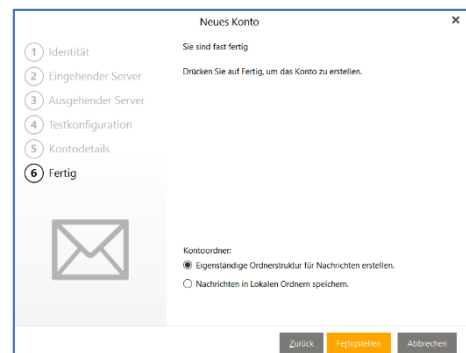 Neues Konto
1 Identität
2 Eingehender Server
3 Ausgehender Server
4 Testkonfiguration
5 Kontodetails
6 Fertig
Sie sind fast fertig
Drücken Sie auf Fertig, um das Konto zu erstellen.
Kontoordner:
Eigenständige Ordnerstruktur für Nachrichten erstellen.
Nachrichten in Lokalen Ordnern speichern.
Zurück
Fertigstellen
Abbrechen